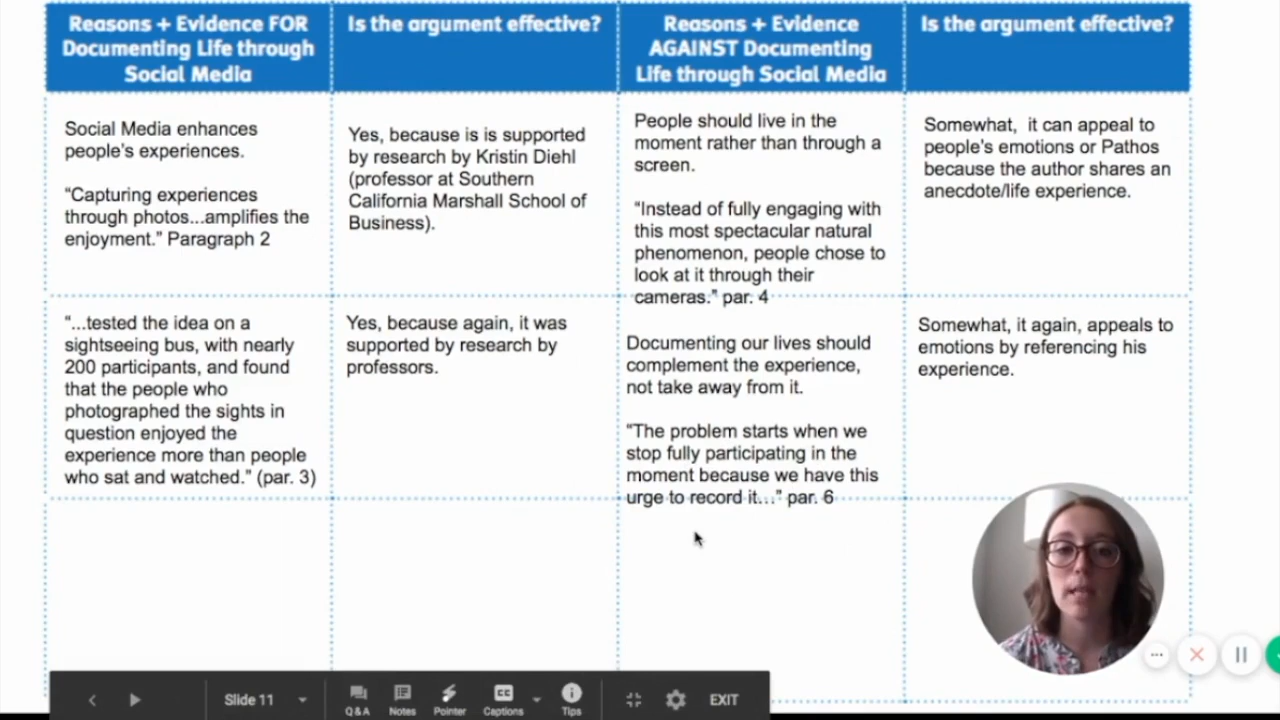 Reasons + Evidence FOR
Documenting Life through
Social Media
Is the argument effective?
Reasons + Evidence
AGAINST Documenting
Life through Social Media
Is the argument effective?
Social Media enhances
people's experiences.
“Capturing experiences
through photos...amplifies the
enjoyment.” Paragraph 2
Yes, because is is supported
by research by Kristin Diehl
(professor at Southern
California Marshall School of
Business).
People should live in the
moment rather than through a
screen.
“Instead of fully engaging with
this most spectacular natural
phenomenon, people chose to
look at it through their
cameras.” par. 4
Somewhat, it can appeal to
people's emotions or Pathos
because the author shares an
anecdote/life experience.
“...tested the idea on a
sightseeing bus, with nearly
200 participants, and found
that the people who
photographed the sights in
question enjoyed the
experience more than people
who sat and watched.” (par. 3)
Yes, because again, it was
supported by research by
professors.
Documenting our lives should
complement the experience,
not take away from it.
“The problem starts when we
stop fully participating in the
moment because we have this
urge to record it...” par. 6
Somewhat, it again, appeals to
emotions by referencing his
experience.
Slide 11
Q&A
Notes
Pointer
CC
Captions
Tips
EXIT